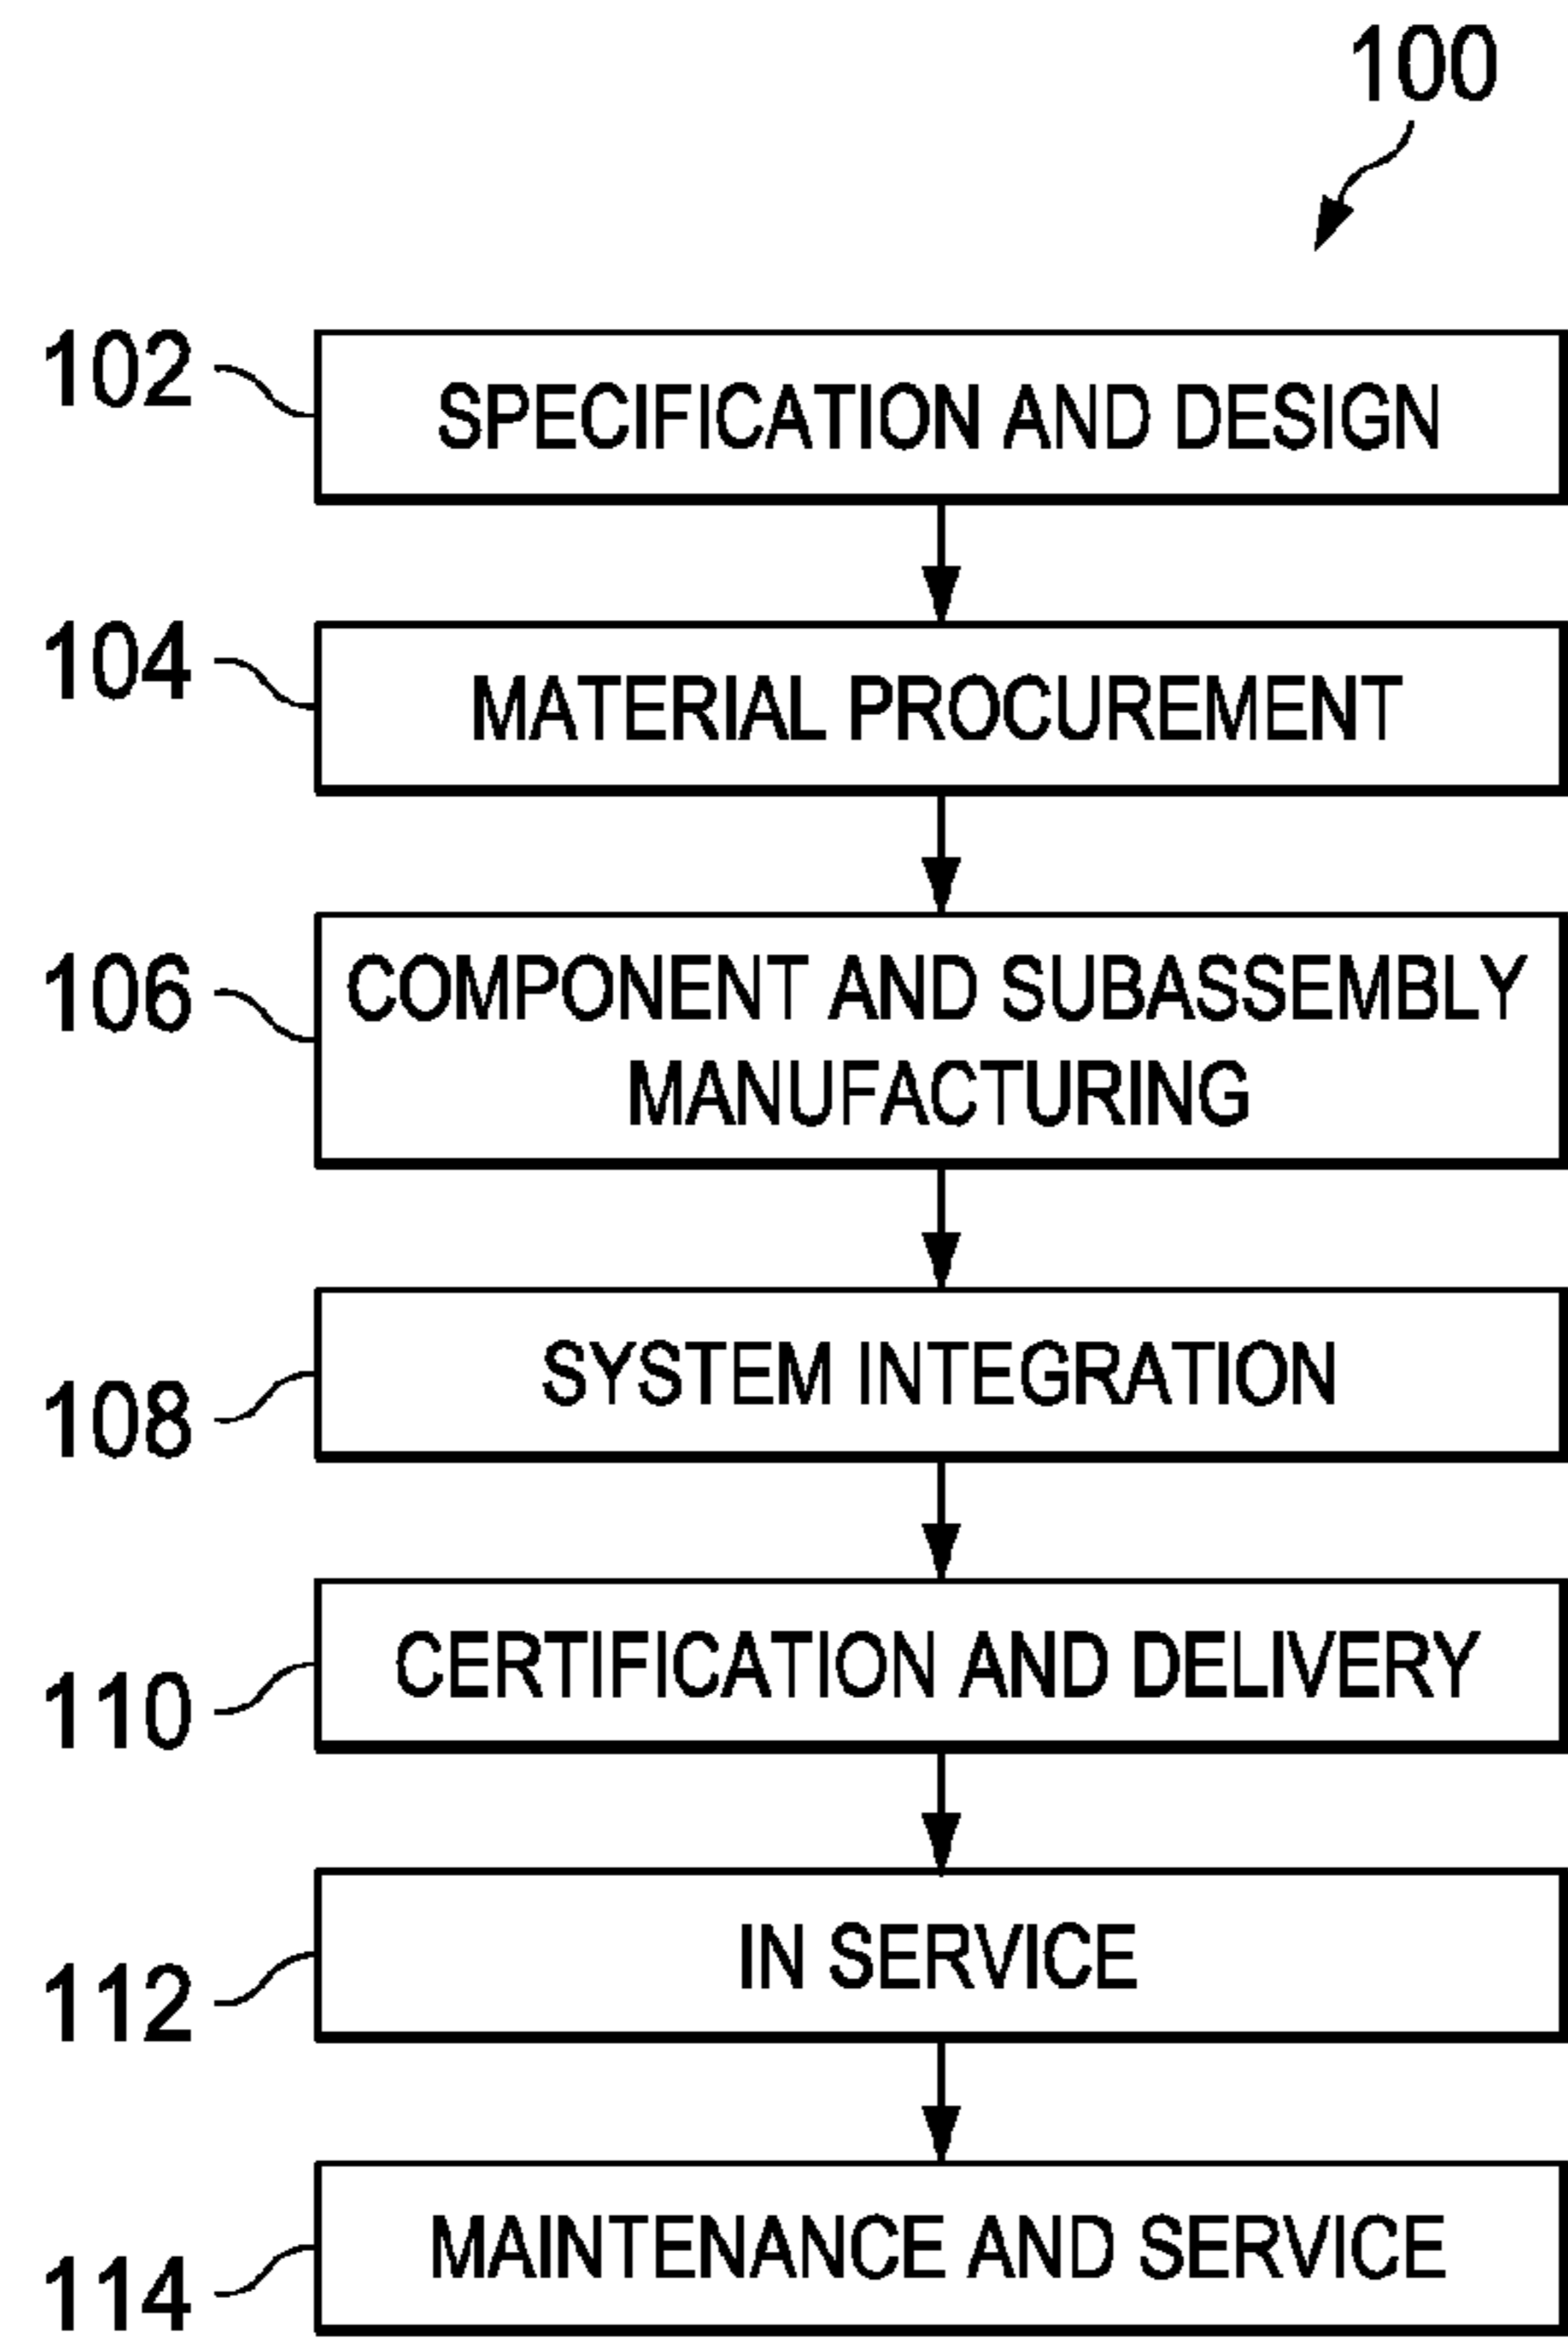 100
102
SPECIFICATION AND DESIGN
104
MATERIAL PROCUREMENT
106
COMPONENT AND SUBASSEMBLY
MANUFACTURING
108
SYSTEM INTEGRATION
110
CERTIFICATION AND DELIVERY
112
IN SERVICE
114
MAINTENANCE AND SERVICE